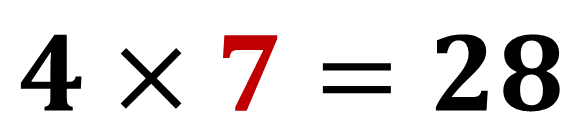 4 × 7 = 28